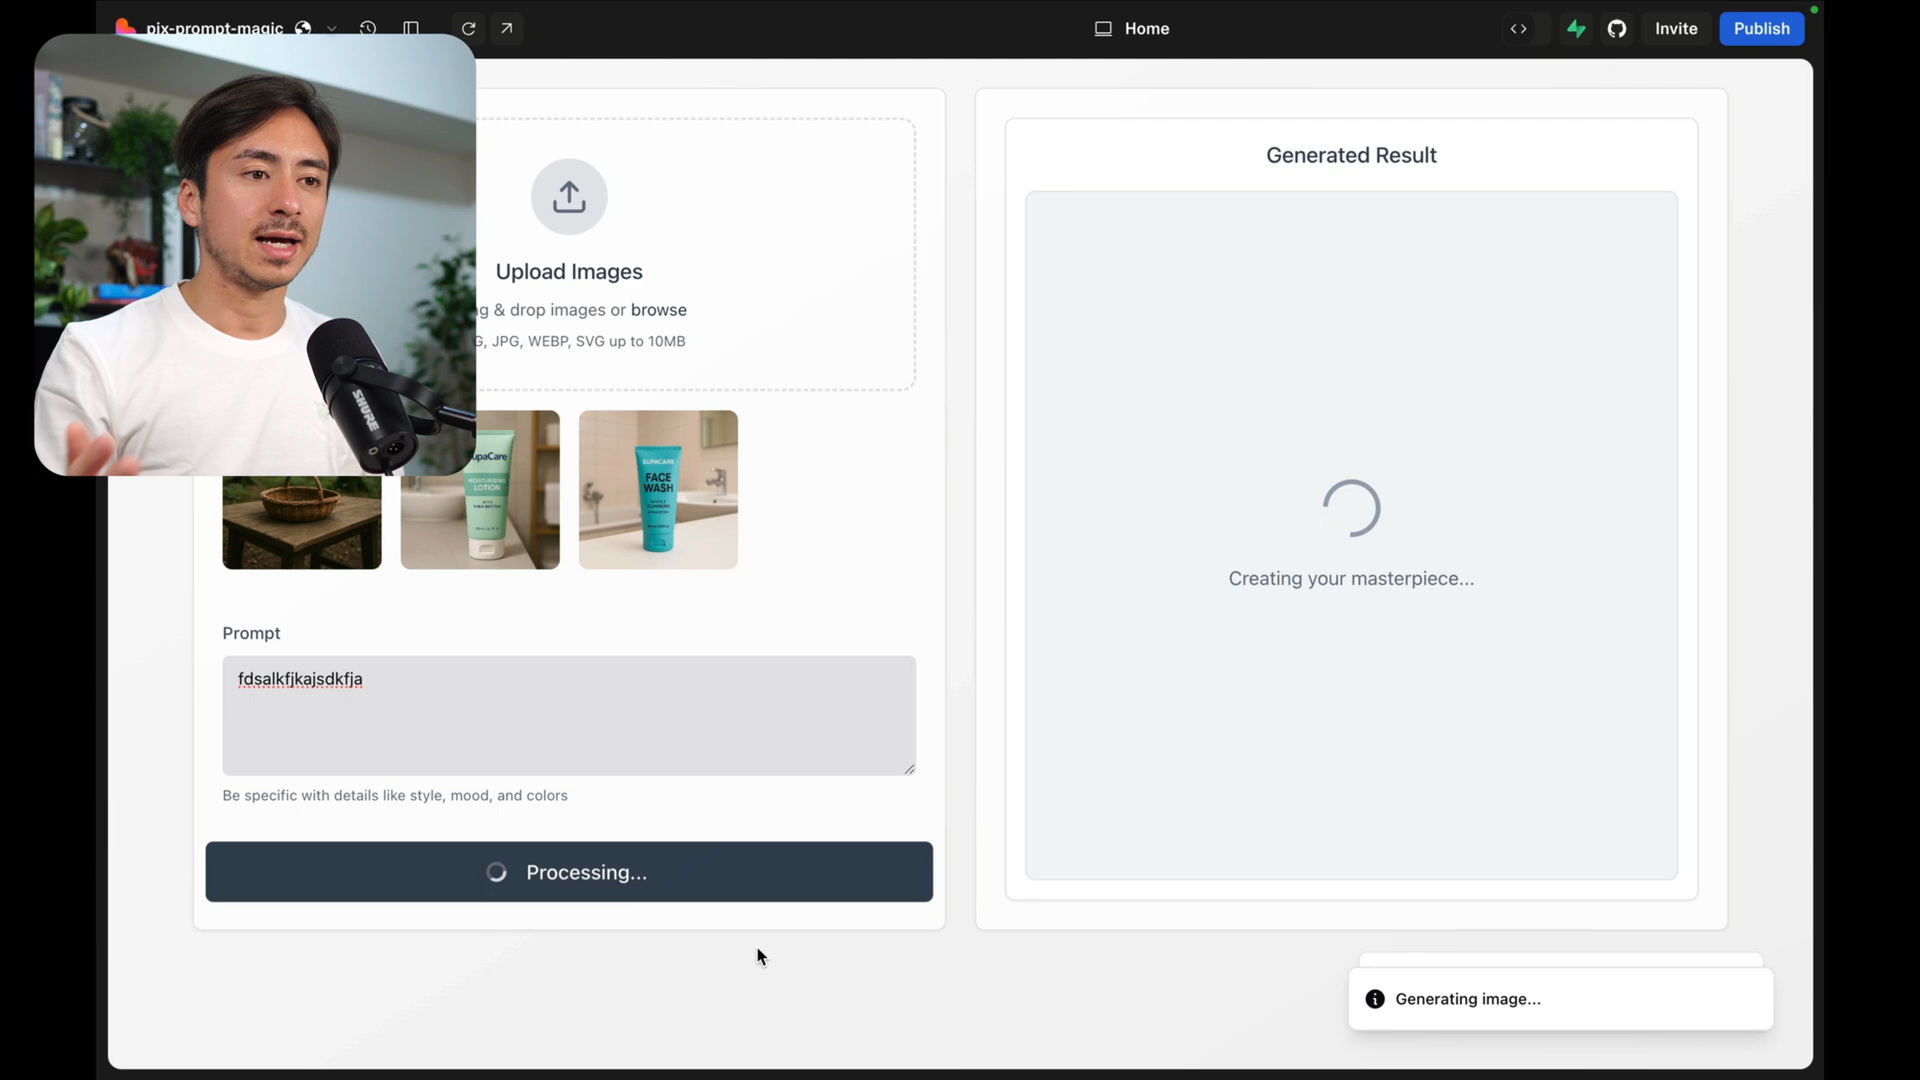 pix-prompt-magic
Home
Invite
Publish
Upload Images
g & drop images or browse
G, JPG, WEBP, SVG up to 10MB
SHURE
upaCare
MOISTURIZING
LOTION
SUPACARE
FACE
WASH
Prompt
fdsalkfjkajsdkfja
Be specific with details like style, mood, and colors
Processing...
Generated Result
Creating your masterpiece...
Generating image...